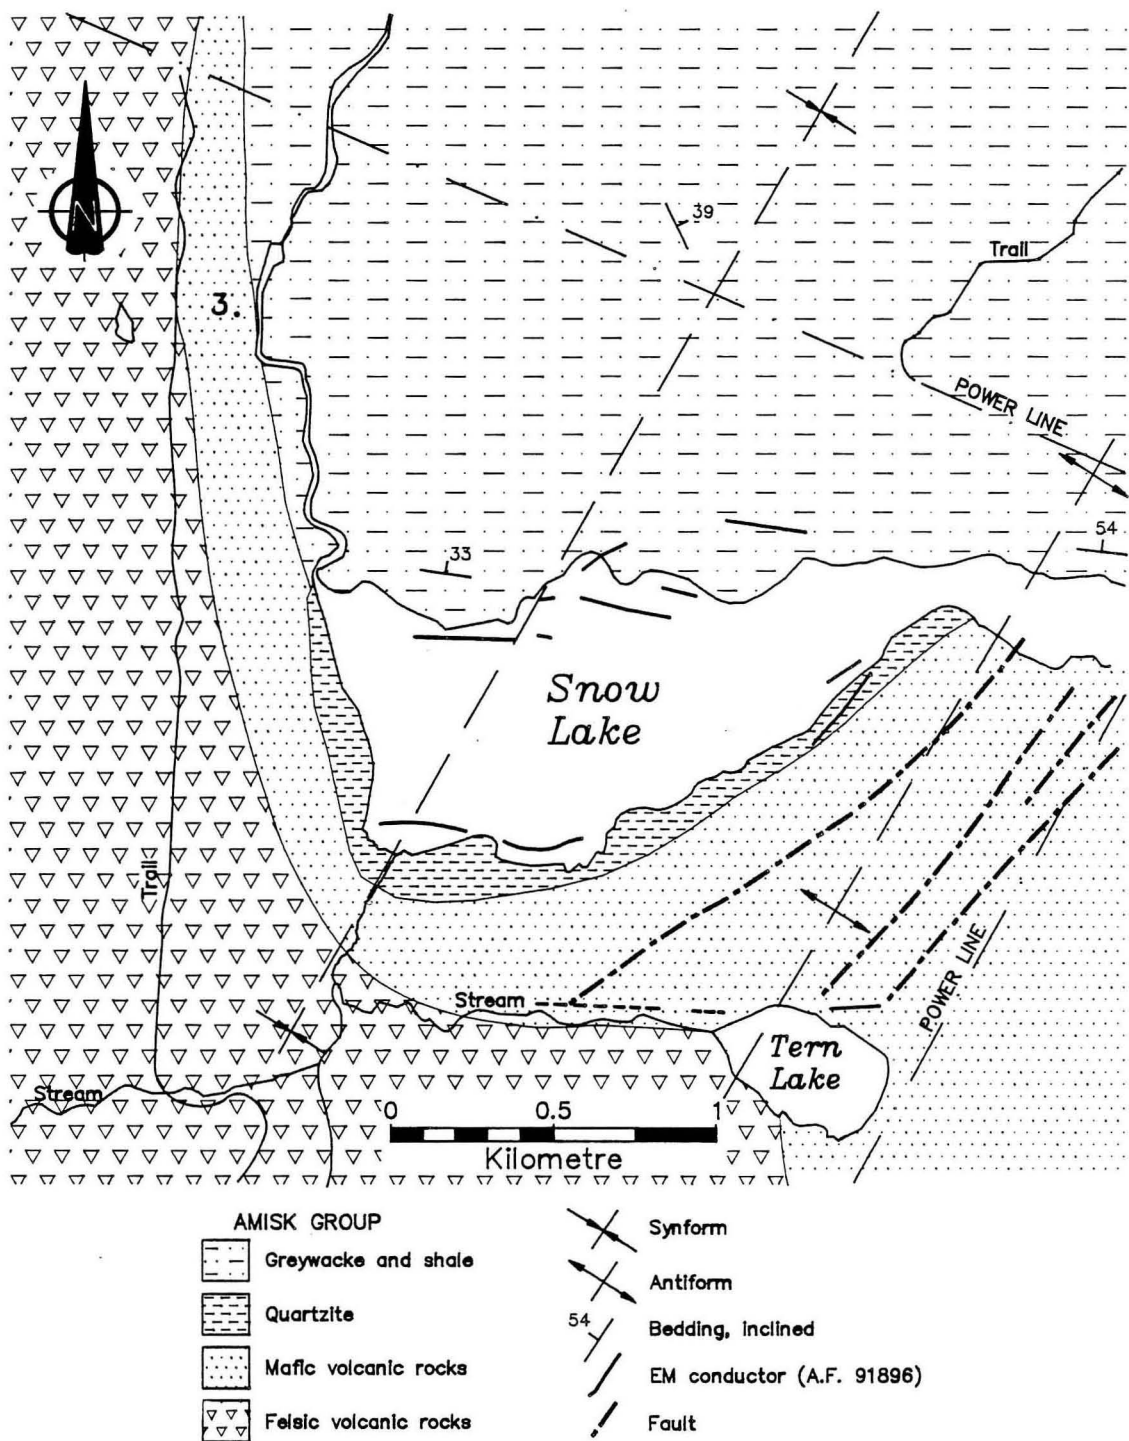 39
Trail
3.
N
POWER LINE
54
33
Snow
Lake
Trail
POWER LINE
Stream
Tern
Lake
Stream
0 0.5 1
Kilometre
AMISK GROUP
Greywacke and shale
Quartzite
Mafic volcanic rocks
Felsic volcanic rocks
Synform
Antiform
54
Bedding, inclined
EM conductor (A.F. 91896)
Fault